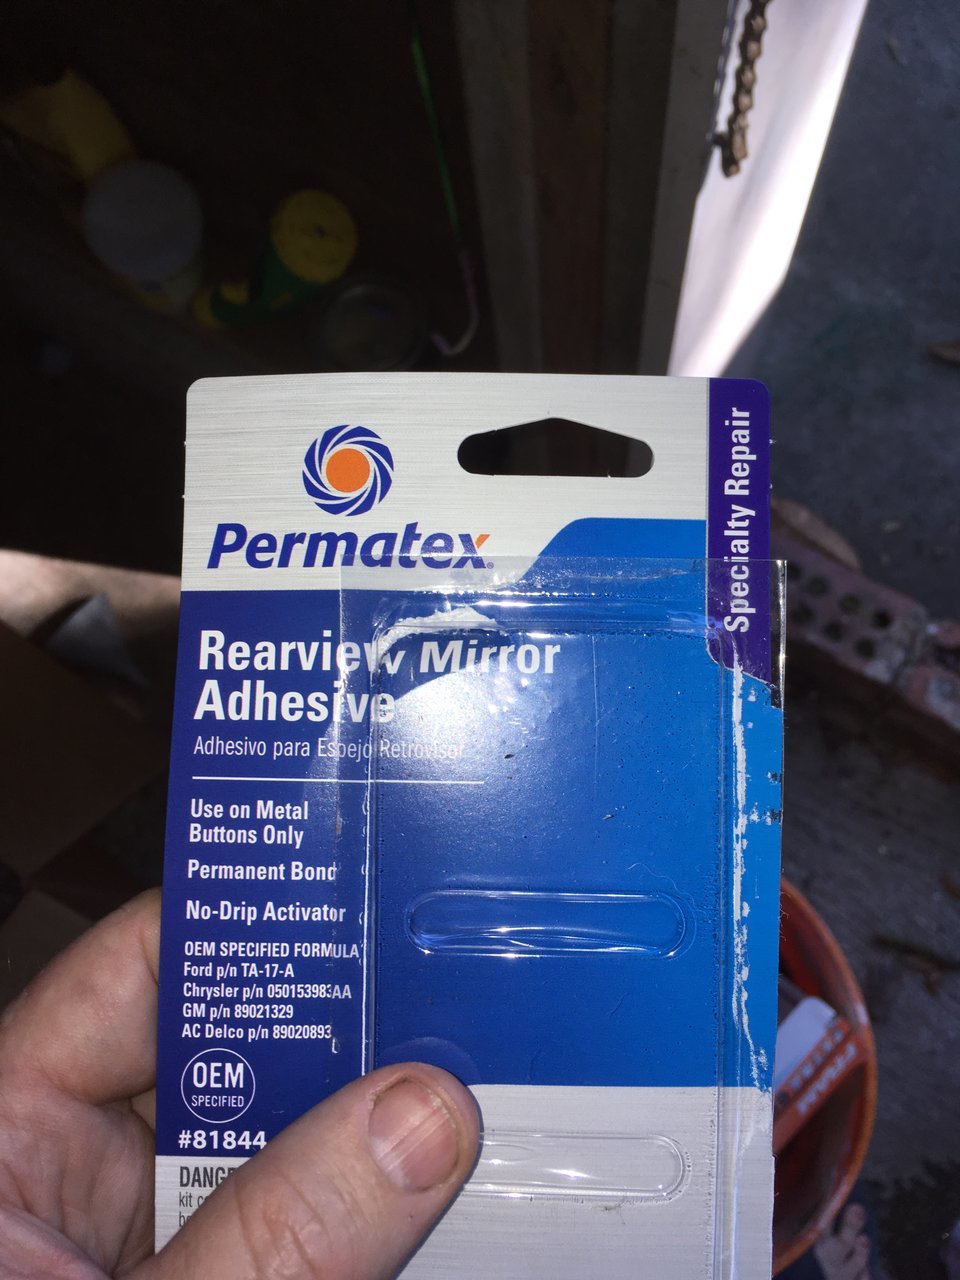 Permatex
Specialty Repair
Rearview Mirror
Adhesive
Adhesivo para Espejo Retrovisor
Use on Metal
Buttons Only
Permanent Bond
No-Drip Activator
OEM SPECIFIED FORMULA
Ford p/n TA-17-A
Chrysler p/n 05015398AA
GM p/n 89021329
AC Delco p/n 89020893
OEM
SPECIFIED
#81844
kit